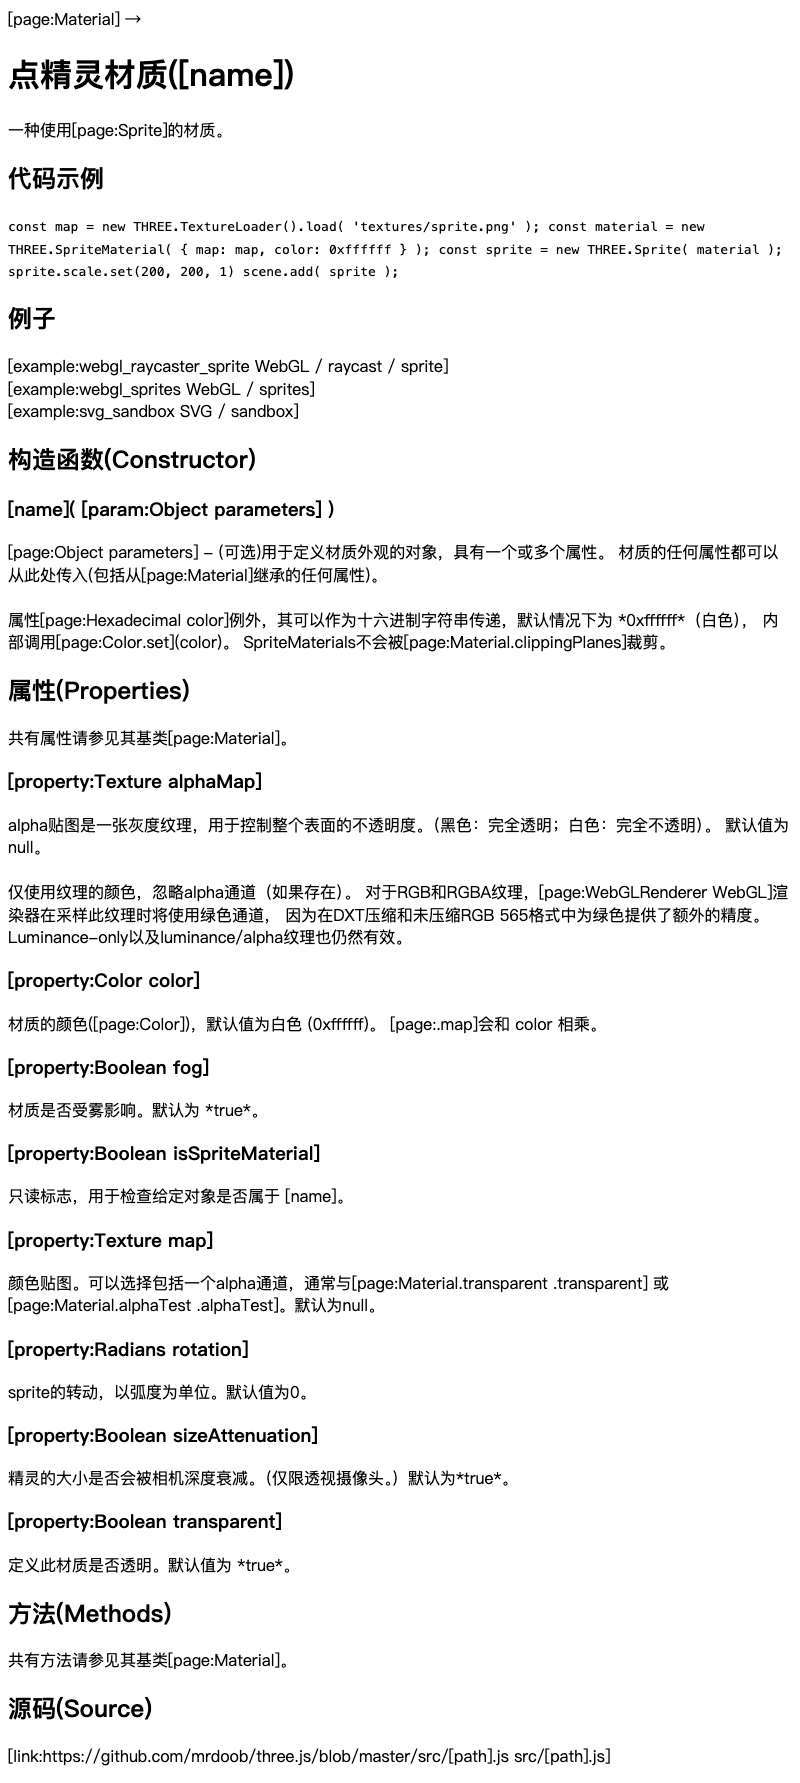 [page:Material] →
点精灵材质([name])
一种使用[page:Sprite]的材质。
代码示例
const map = new THREE.TextureLoader().load( 'textures/sprite.png' ); const material = new
THREE.SpriteMaterial( { map: map, color: 0xffffff } ); const sprite = new THREE.Sprite( material );
sprite.scale.set(200, 200, 1) scene.add( sprite );
例子
[example:webgl_raycaster_sprite WebGL / raycast / sprite]
[example:webgl_sprites WebGL / sprites]
[example:svg_sandbox SVG / sandbox]
构造函数(Constructor)
[name]( [param:Object parameters] )
[page:Object parameters] - (可选)用于定义材质外观的对象，具有一个或多个属性。 材质的任何属性都可以
从此处传入(包括从[page:Material]继承的任何属性)。
属性[page:Hexadecimal color]例外，其可以作为十六进制字符串传递，默认情况下为 *0xffffff*（白色）， 内
部调用[page:Color.set](color)。 SpriteMaterials不会被[page:Material.clippingPlanes]裁剪。
属性(Properties)
共有属性请参见其基类[page:Material]。
[property:Texture alphaMap]
alpha贴图是一张灰度纹理，用于控制整个表面的不透明度。（黑色：完全透明；白色：完全不透明）。 默认值为
null。
仅使用纹理的颜色，忽略alpha通道（如果存在）。 对于RGB和RGBA纹理，[page:WebGLRenderer WebGL]渲
染器在采样此纹理时将使用绿色通道， 因为在DXT压缩和未压缩RGB 565格式中为绿色提供了额外的精度。
Luminance-only以及luminance/alpha纹理也仍然有效。
[property:Color color]
材质的颜色([page:Color])，默认值为白色 (0xffffff)。 [page:.map]会和 color 相乘。
[property:Boolean fog]
材质是否受雾影响。默认为 *true*。
[property:Boolean isSpriteMaterial]
只读标志，用于检查给定对象是否属于 [name]。
[property:Texture map]
颜色贴图。可以选择包括一个alpha通道，通常与[page:Material.transparent .transparent] 或
[page:Material.alphaTest .alphaTest]。默认为null。
[property:Radians rotation]
sprite的转动，以弧度为单位。默认值为0。
[property:Boolean sizeAttenuation]
精灵的大小是否会被相机深度衰减。（仅限透视摄像头。）默认为*true*。
[property:Boolean transparent]
定义此材质是否透明。默认值为 *true*。
方法(Methods)
共有方法请参见其基类[page:Material]。
源码(Source)
[link:https://github.com/mrdoob/three.js/blob/master/src/[path].js src/[path].js]